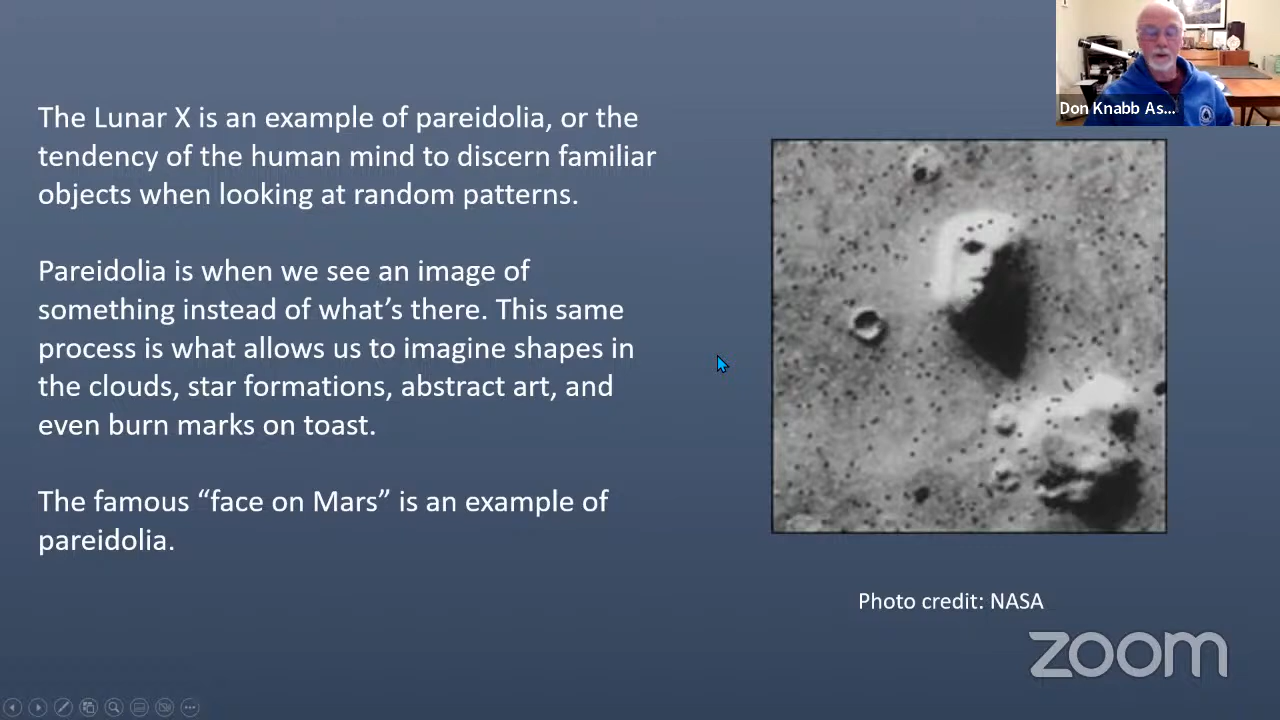 Don Knabb As...
The Lunar X is an example of pareidolia, or the
tendency of the human mind to discern familiar
objects when looking at random patterns.
Pareidolia is when we see an image of
something instead of what’s there. This same
process is what allows us to imagine shapes in
the clouds, star formations, abstract art, and
even burn marks on toast.
The famous “face on Mars” is an example of
pareidolia.
Photo credit: NASA
zoom